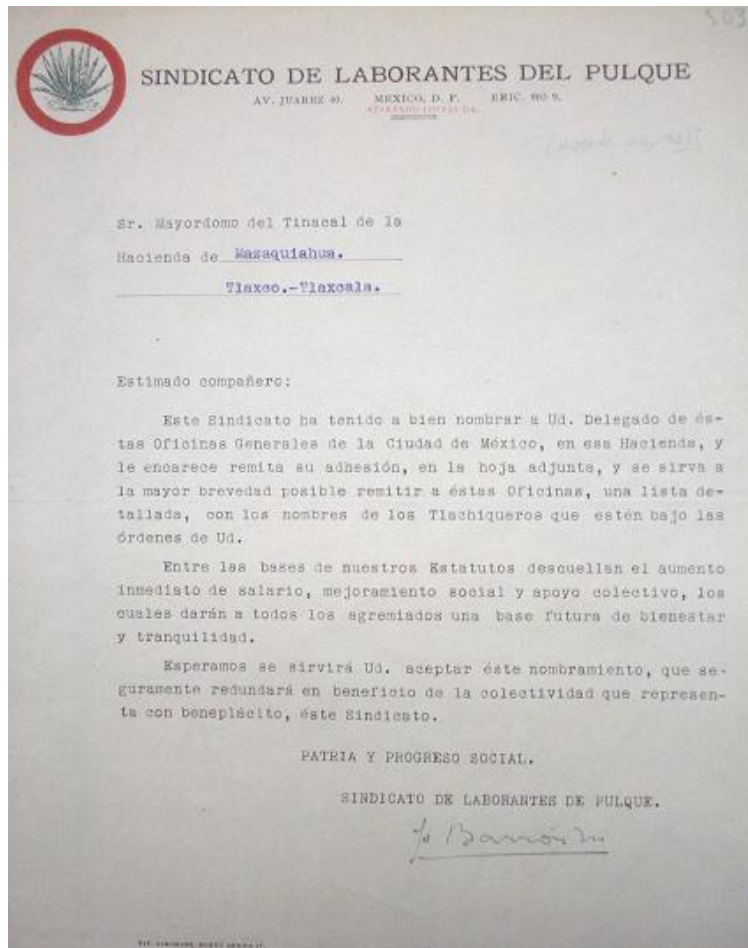 503
SINDICATO DE LABORANTES DEL PULQUE
AV. JUAREZ 40. MEXICO, D. F. ERIC.
Sr. Mayordomo del Tinacal de la
Hacienda de Mazaquiahua.
Tlaxco.-Tlaxcala.
Estimado compañero:
Este Sindicato ha tenido a bien nombrar a Ud. Delegado de és-
tas Oficinas Generales de la Ciudad de México, en esa Hacienda, y
le encarece remita su adhesión, en la hoja adjunta, y se sirva a
la mayor brevedad posible remitir a éstas Oficinas, una lista de-
tallada, con los nombres de los Tlachiqueros que estén bajo las
órdenes de Ud.
Entre las bases de nuestros Estatutos descuellan el aumento
inmediato de salario, mejoramiento social y apoyo colectivo, los
cuales darán a todos los agremiados una base futura de bienestar
y tranquilidad.
Esperamos se sirvirá Ud. aceptar éste nombramiento, que se-
guramente redundará en beneficio de la colectividad que represen-
ta con beneplácito, éste Sindicato.
PATRIA Y PROGRESO SOCIAL.
SINDICATO DE LABORANTES DE PULQUE.